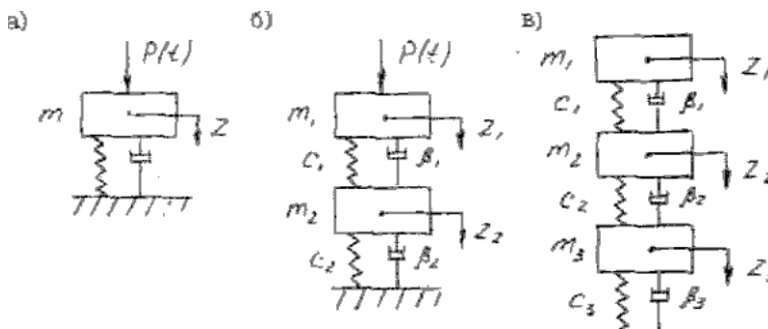 а)
P(t)
m
Z
б)
P(t)
m₁
Z₁
C₁
β₁
m₂
Z₂
C₂
β₂
в)
m₁
Z₁
C₁
β₁
m₂
Z₂
C₂
β₂
m₃
C₃
β₃